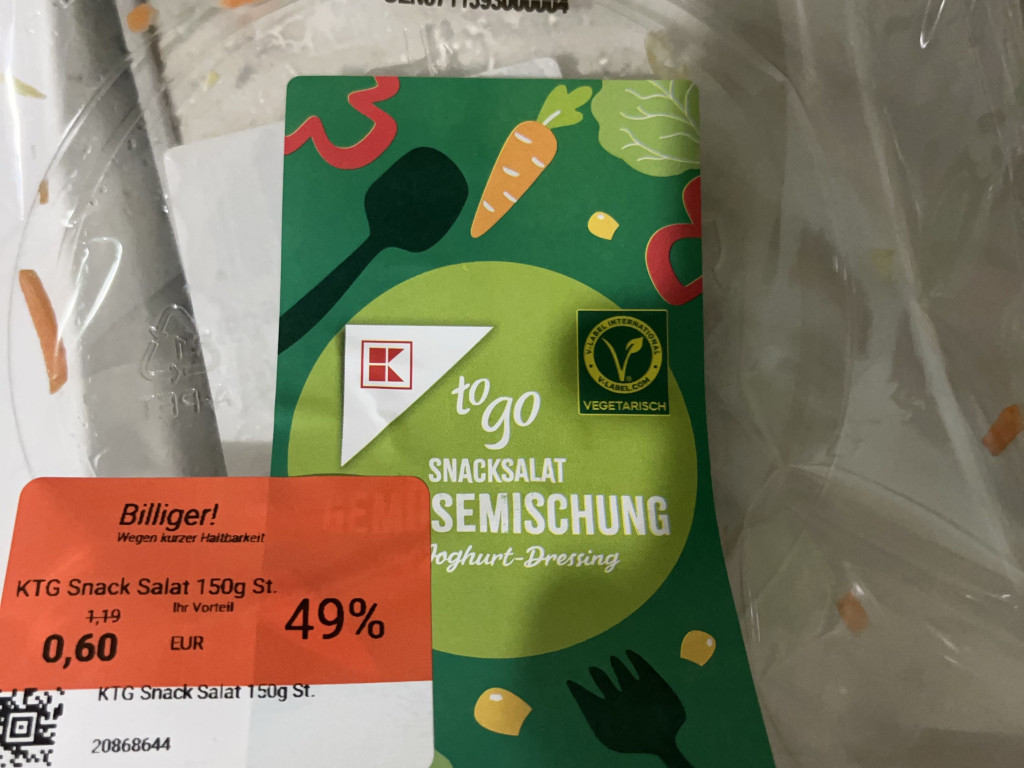 K
to
go
V-LABEL INTERNATIONAL
V-LABEL.COM
VEGETARISCH
SNACKSALAT
GEMÜSEMISCHUNG
Joghurt-Dressing
Billiger!
Wegen kurzer Haltbarkeit
KTG Snack Salat 150g St.
1,19
Ihr Vorteil
49%
0,60
EUR
KTG Snack Salat 150g St.
20868644